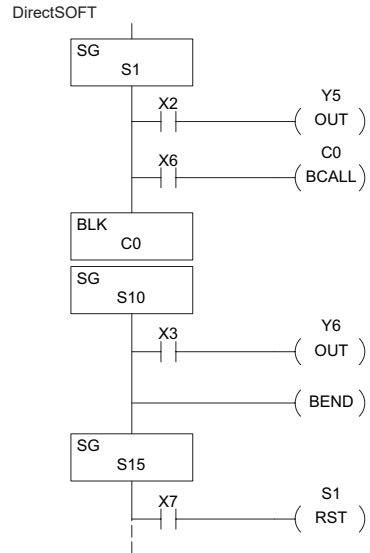 DirectSOFT
SG
S1
X2
Y5
OUT
X6
C0
BCALL
BLK
C0
SG
S10
X3
Y6
OUT
BEND
SG
S15
X7
S1
RST